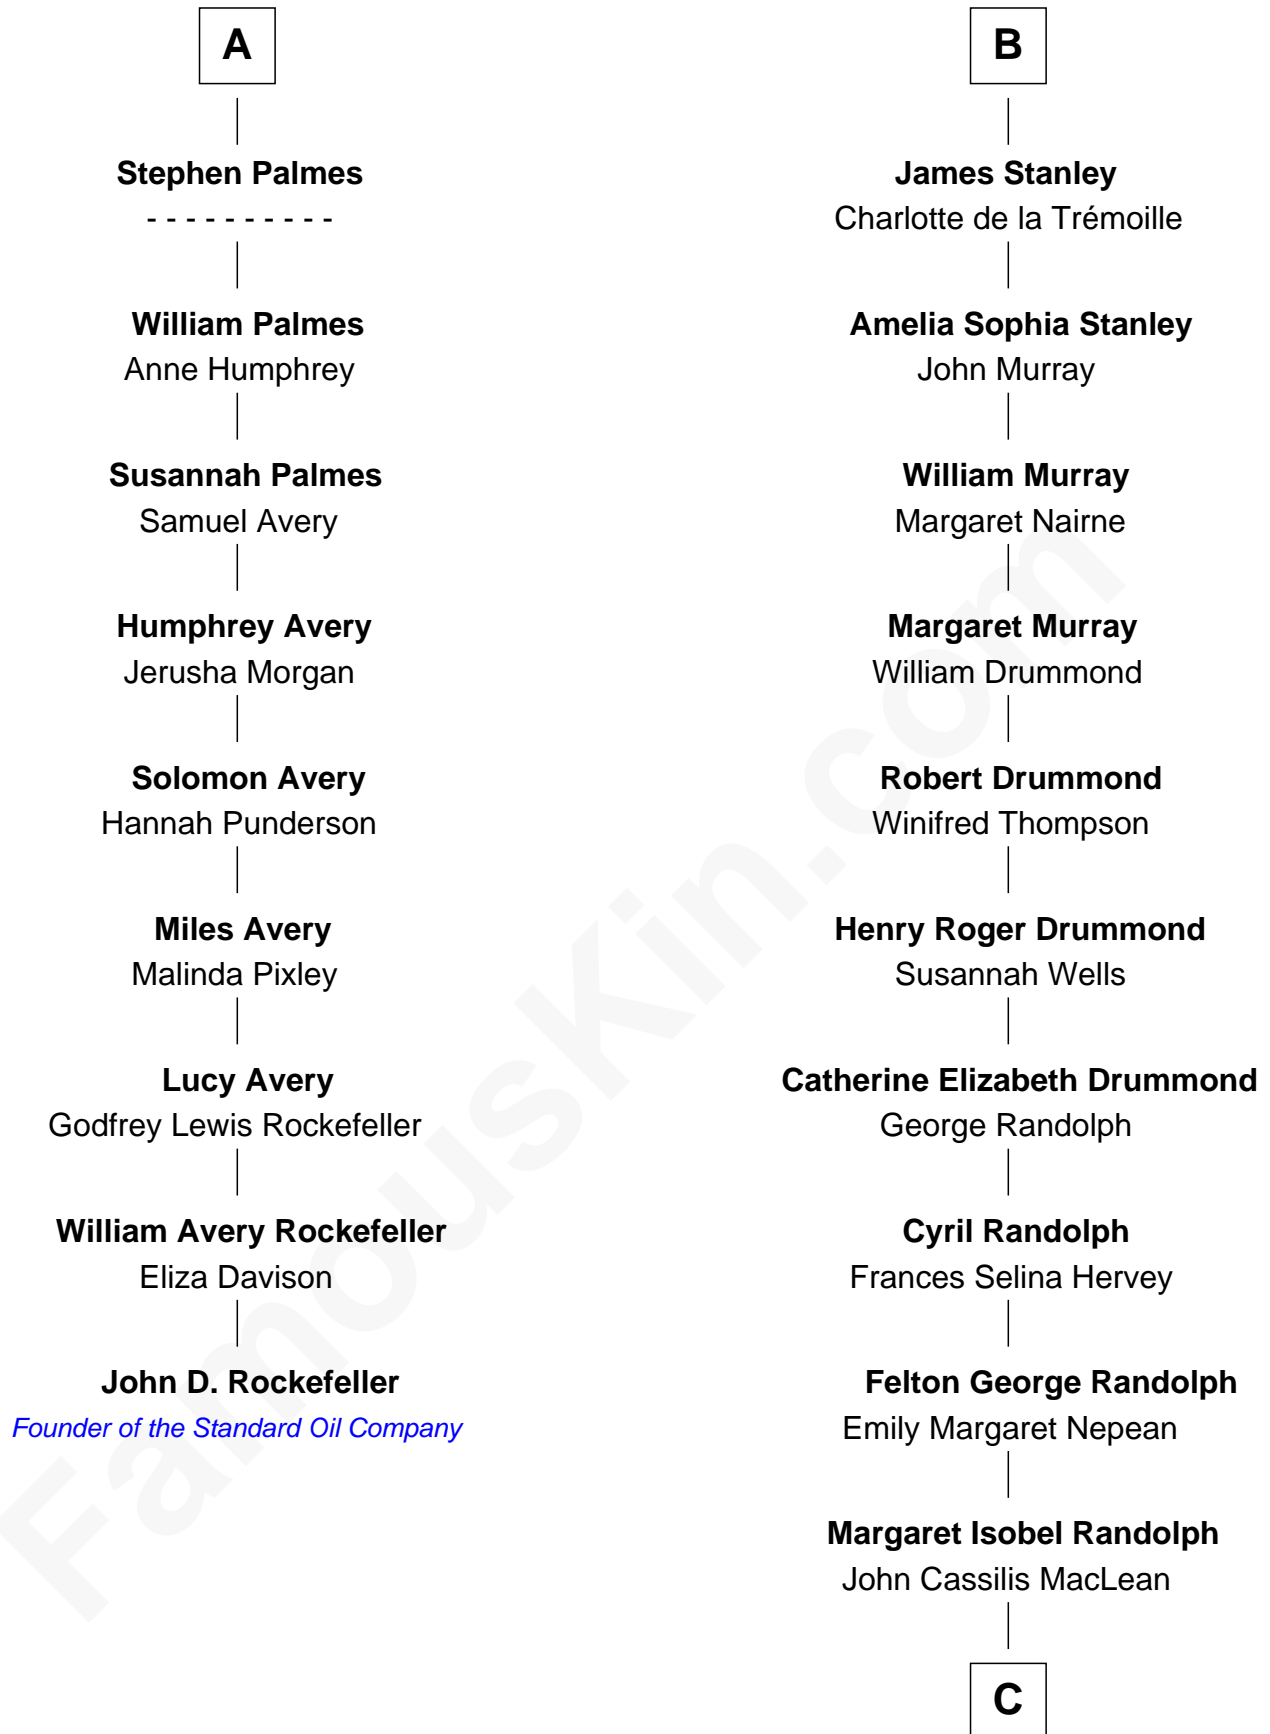 A
Stephen Palmes
- - - - - - - - - -
William Palmes
Anne Humphrey
Susannah Palmes
Samuel Avery
Humphrey Avery
Jerusha Morgan
Solomon Avery
Hannah Punderson
Miles Avery
Malinda Pixley
Lucy Avery
Godfrey Lewis Rockefeller
William Avery Rockefeller
Eliza Davison
John D. Rockefeller
Founder of the Standard Oil Company
B
James Stanley
Charlotte de la Trémoille
Amelia Sophia Stanley
John Murray
William Murray
Margaret Nairne
Margaret Murray
William Drummond
Robert Drummond
Winifred Thompson
Henry Roger Drummond
Susannah Wells
Catherine Elizabeth Drummond
George Randolph
Cyril Randolph
Frances Selina Hervey
Felton George Randolph
Emily Margaret Nepean
Margaret Isobel Randolph
John Cassilis MacLean
C
FamousKin.com